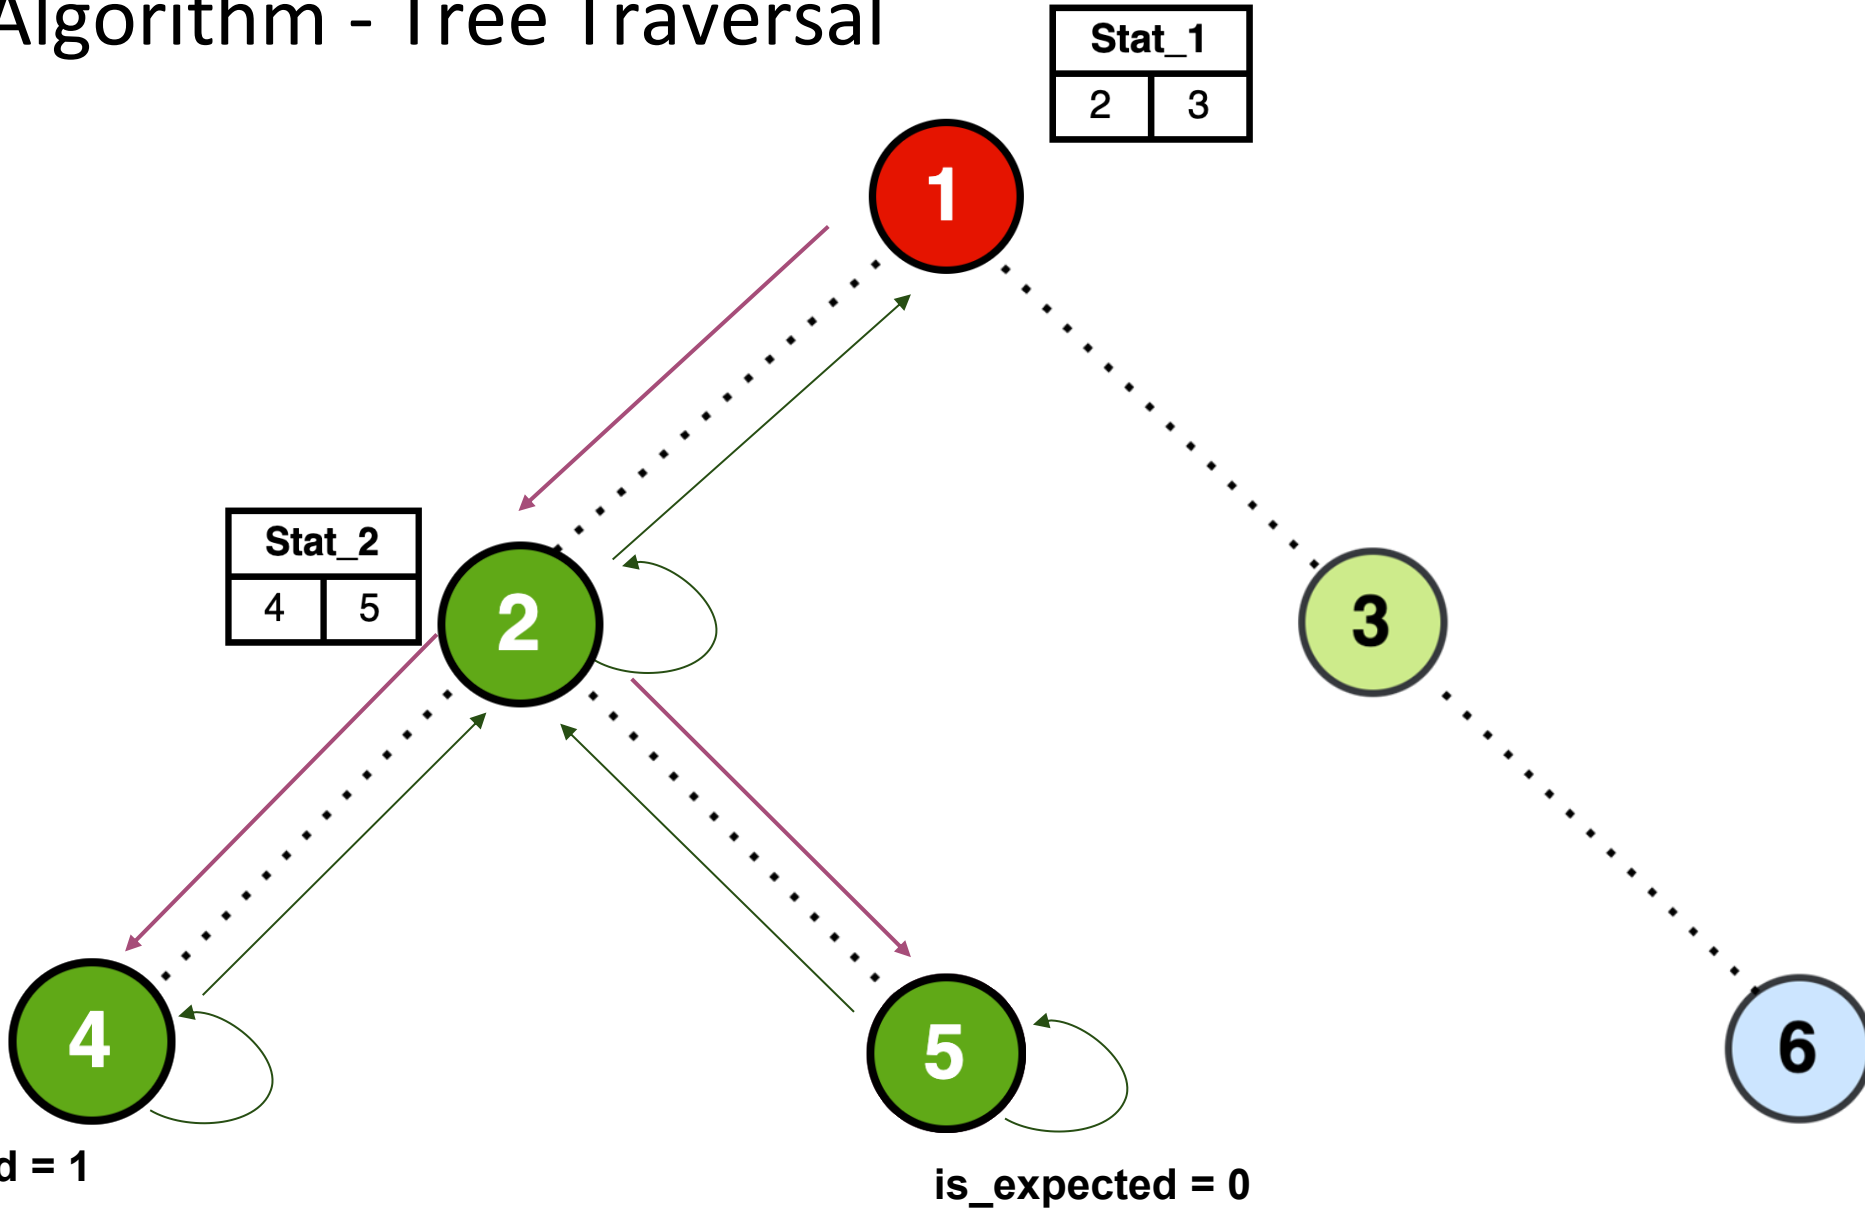 Algorithm - Tree Traversal
Stat_1
2 3
1
Stat_2
4 5
2
3
4
5
6
d = 1
is_expected = 0